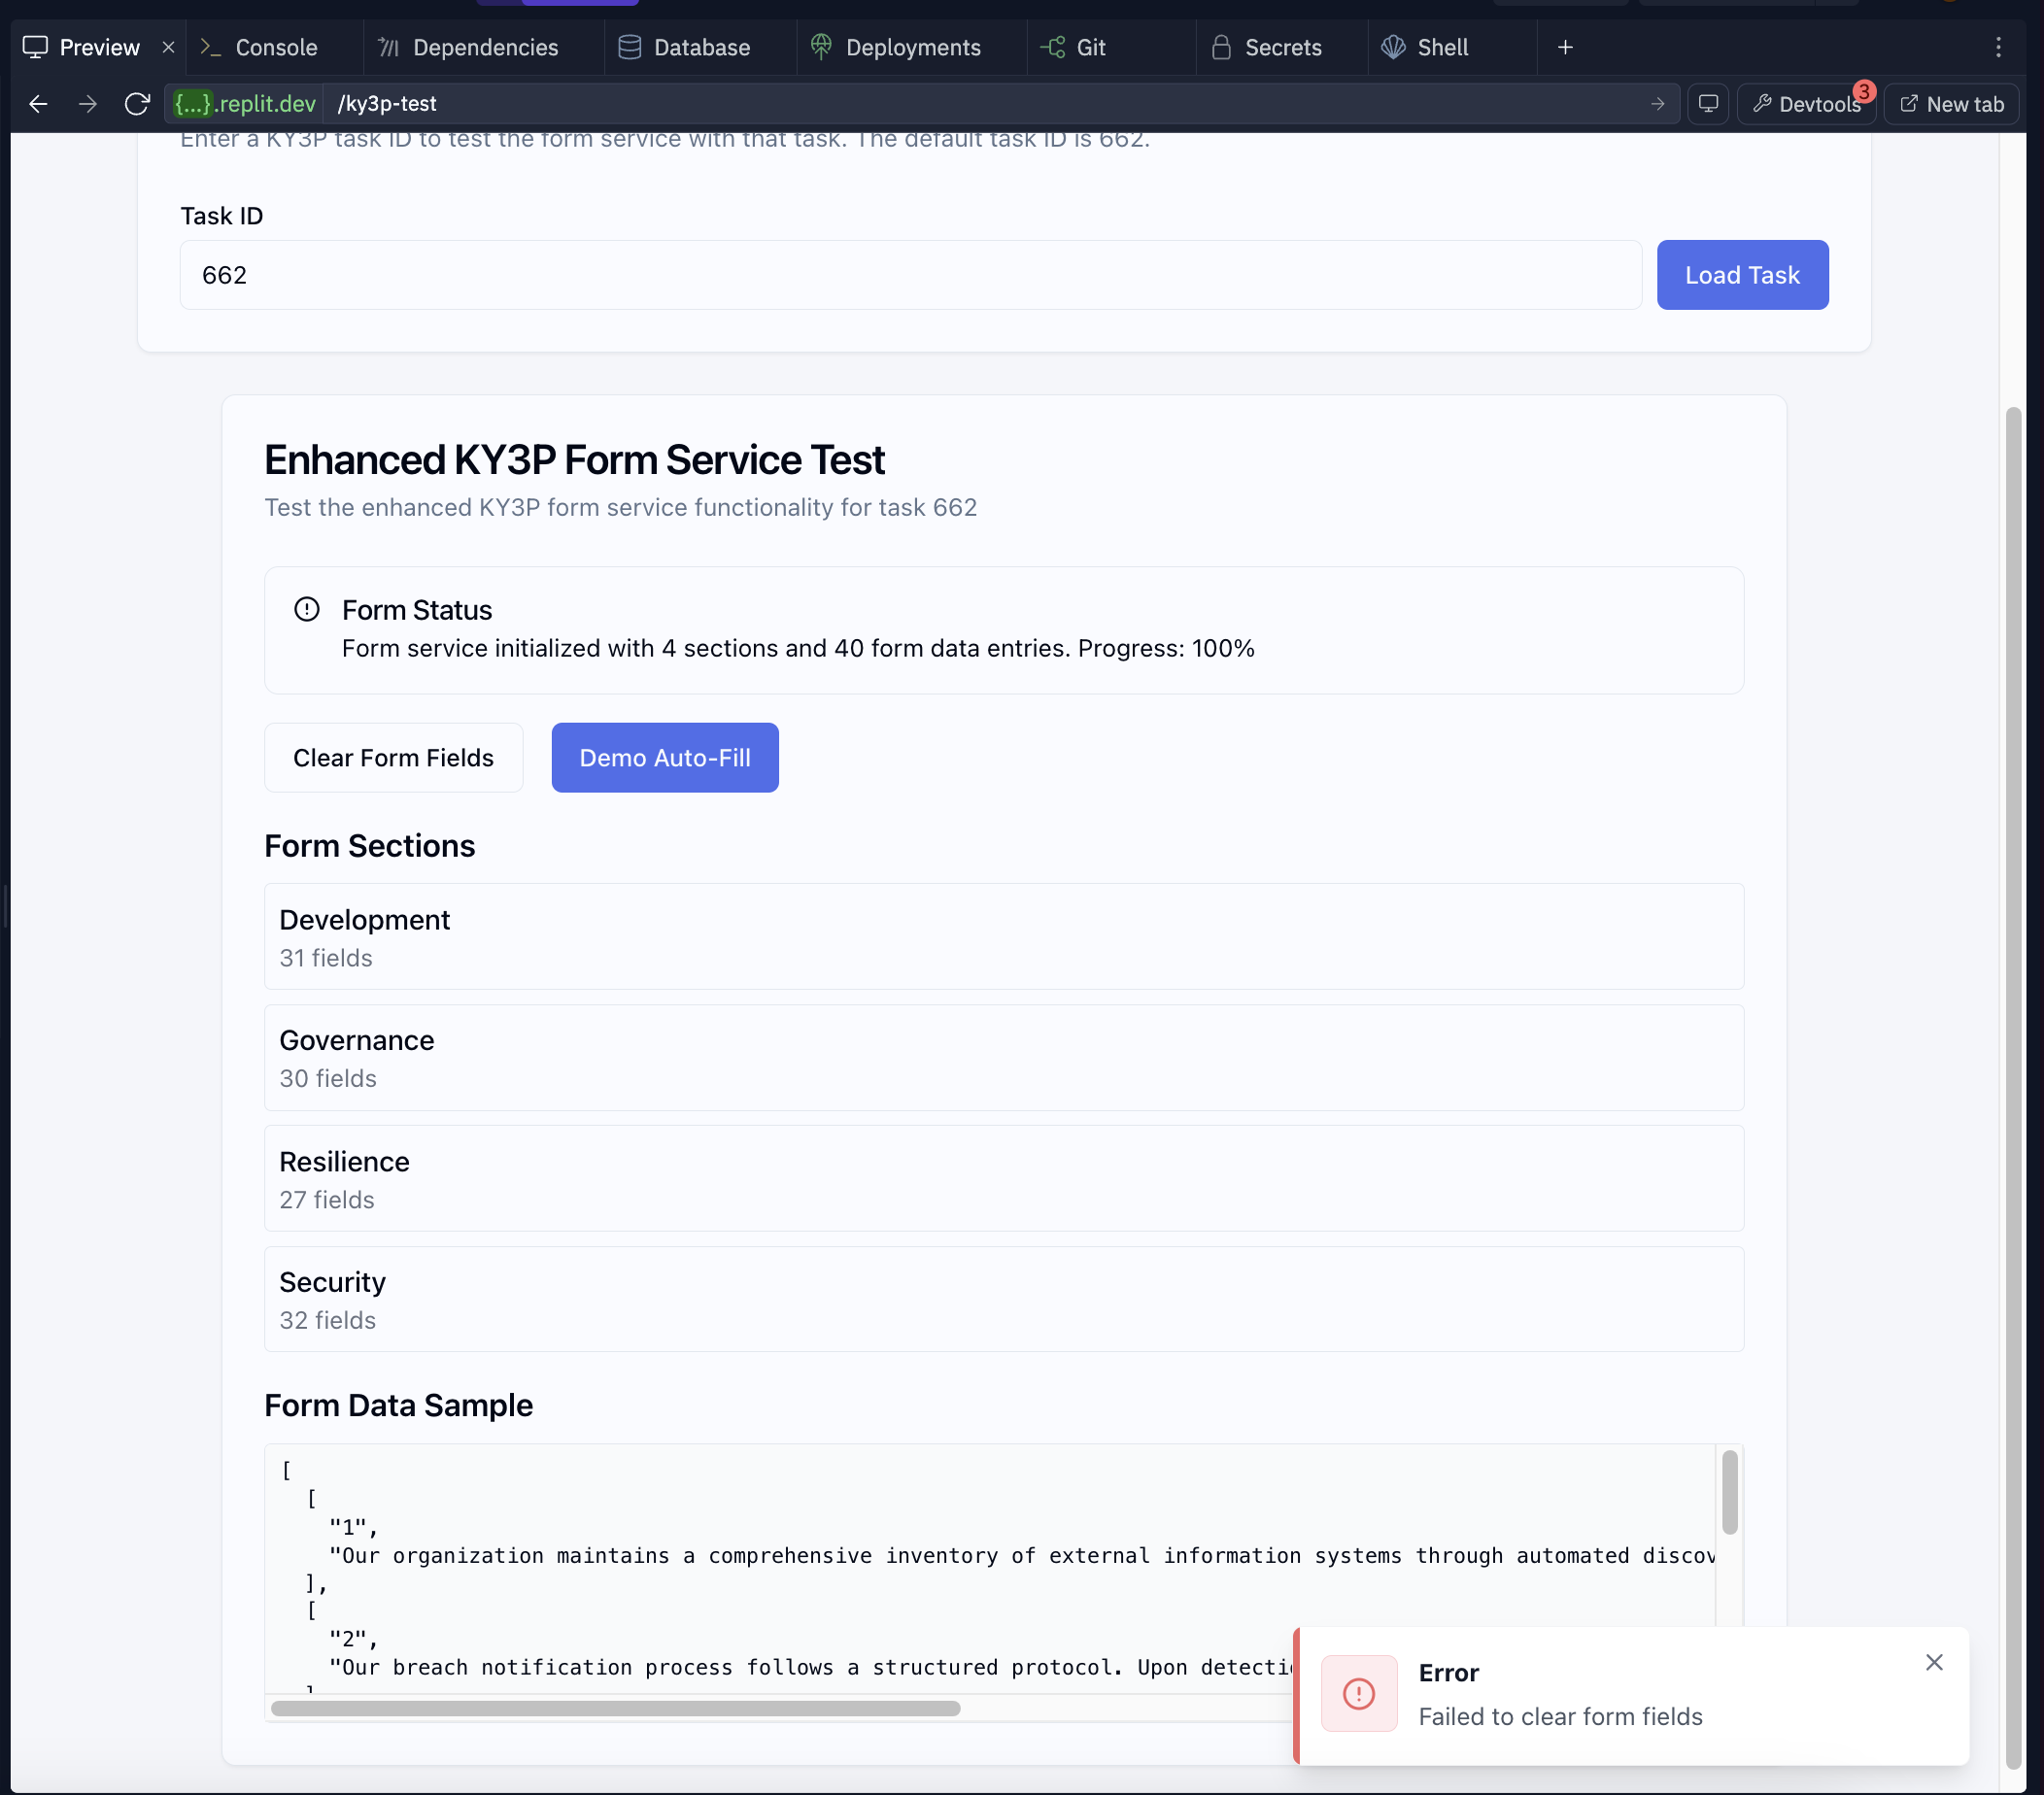 Preview
Console
Dependencies
Database
Deployments
Git
Secrets
Shell
{...}.replit.dev /ky3p-test
Devtools 3
New tab
Enter a KY3P task ID to test the form service with that task. The default task ID is 662.
Task ID
662
Load Task
Enhanced KY3P Form Service Test
Test the enhanced KY3P form service functionality for task 662
Form Status
Form service initialized with 4 sections and 40 form data entries. Progress: 100%
Clear Form Fields
Demo Auto-Fill
Form Sections
Development
31 fields
Governance
30 fields
Resilience
27 fields
Security
32 fields
Form Data Sample
[
[
"1",
"Our organization maintains a comprehensive inventory of external information systems through automated discov
],
[
"2",
"Our breach notification process follows a structured protocol. Upon detectio
]
Error
Failed to clear form fields